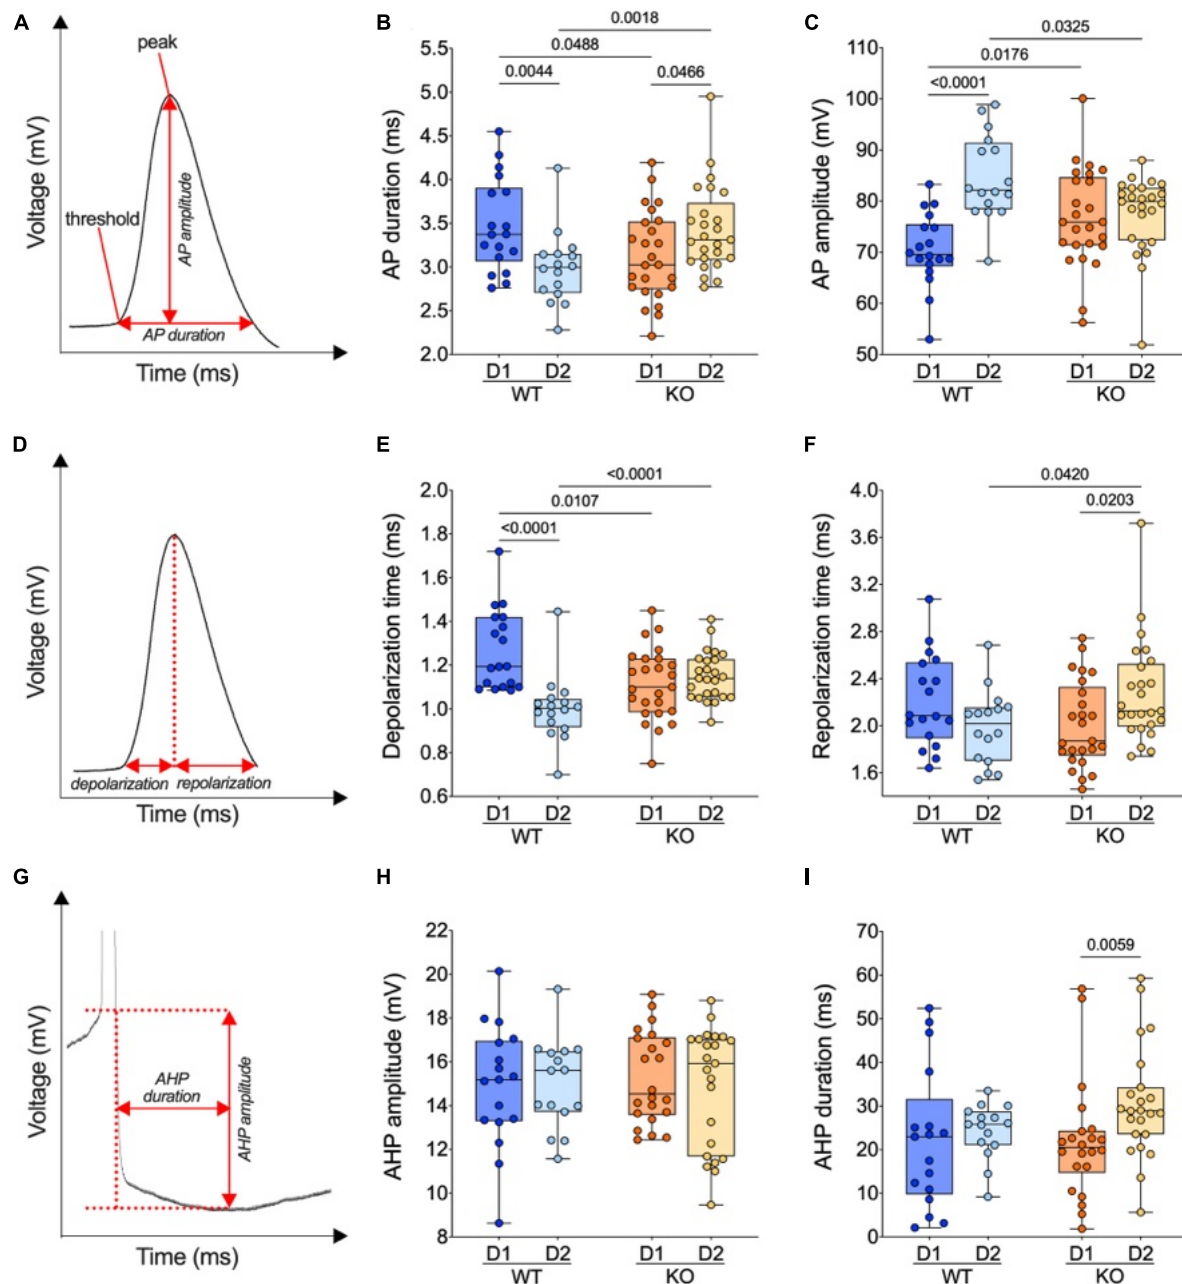 A
peak
Voltage (mV)
threshold
AP amplitude
AP duration
Time (ms)
B
0.0018
0.0488
0.0044
0.0466
AP duration (ms)
5.5
5.0
4.5
4.0
3.5
3.0
2.5
2.0
D1 D2 D1 D2
WT KO
C
0.0325
0.0176
<0.0001
AP amplitude (mV)
110
100
90
80
70
60
50
D1 D2 D1 D2
WT KO
D
Voltage (mV)
depolarization repolarization
Time (ms)
E
<0.0001
0.0107
<0.0001
Depolarization time (ms)
2.0
1.8
1.6
1.4
1.2
1.0
0.8
0.6
D1 D2 D1 D2
WT KO
F
0.0420
0.0203
Repolarization time (ms)
4.0
3.6
3.2
2.8
2.4
2.0
1.6
D1 D2 D1 D2
WT KO
G
Voltage (mV)
AHP
duration
AHP amplitude
Time (ms)
H
AHP amplitude (mV)
22
20
18
16
14
12
10
8
D1 D2 D1 D2
WT KO
I
0.0059
AHP duration (ms)
70
60
50
40
30
20
10
0
D1 D2 D1 D2
WT KO